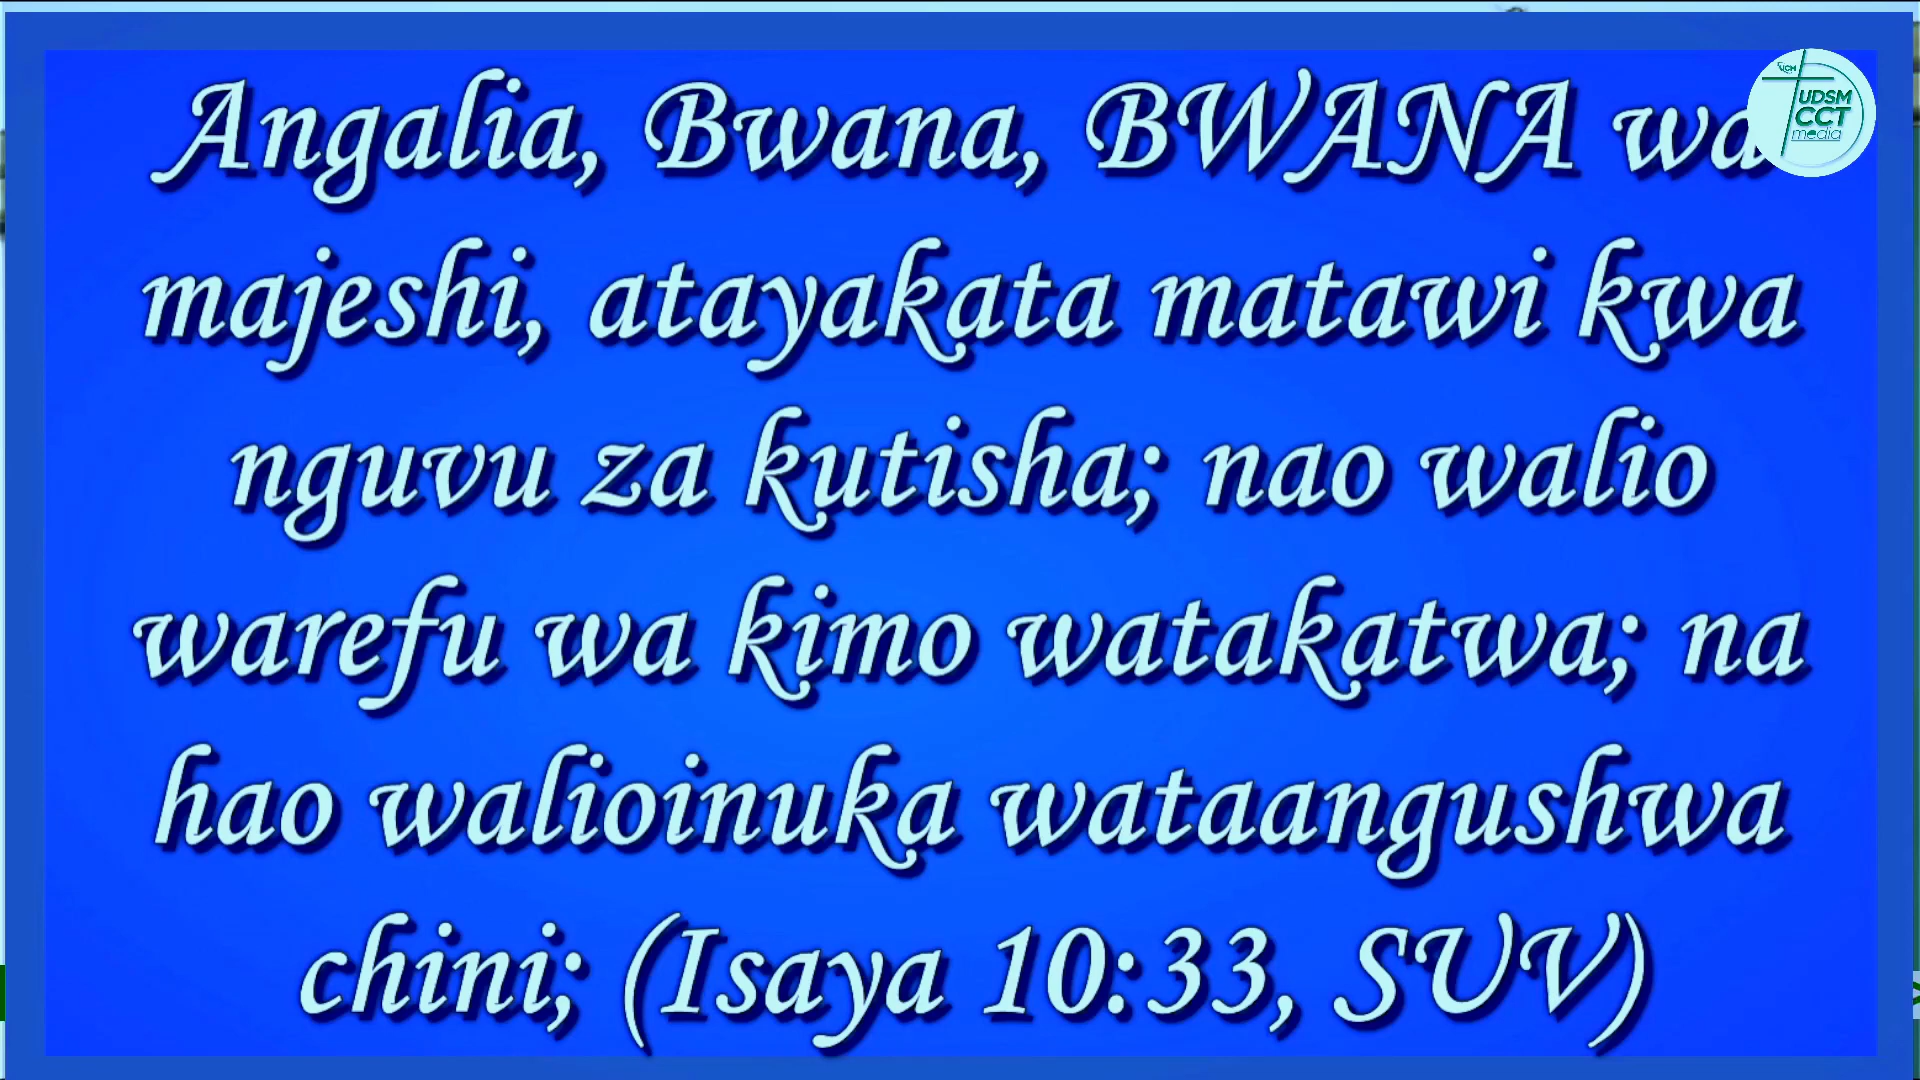 Angalia, Bwana, BWANA wa
majeshi, atayakata matawi kwa
nguvu za kutisha; nao walio
warefu wa kimo watakatwa; na
hao walioinuka wataangushwa
chini; (Isaya 10:33, SUV)
UDSM
CCT
media